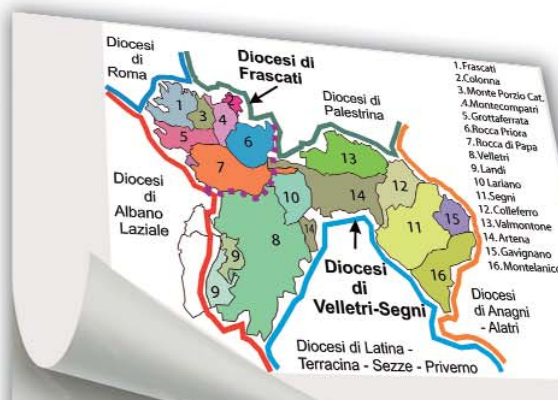 Diocesi
di
Roma
Diocesi di
Frascati
Diocesi di
Palestrina
1.Frascati
2.Colonna
3.Monte Porzio Cat.
4.Montecompatri
5.Grottaferrata
6.Rocca Priora
7.Rocca di Papa
8.Velletri
9.Landi
10 Lariano
11.Segni
12.Colleferro
13.Valmontone
14.Artena
15.Gavignano
16.Montelanico
1
2
3
4
5
6
7
13
12
14
10
15
11
8
14
9
9
16
Diocesi
di
Albano
Laziale
Diocesi
di
Velletri-Segni
Diocesi
di Anagni
- Alatri
Diocesi di Latina -
Terracina - Sezze - Priverno